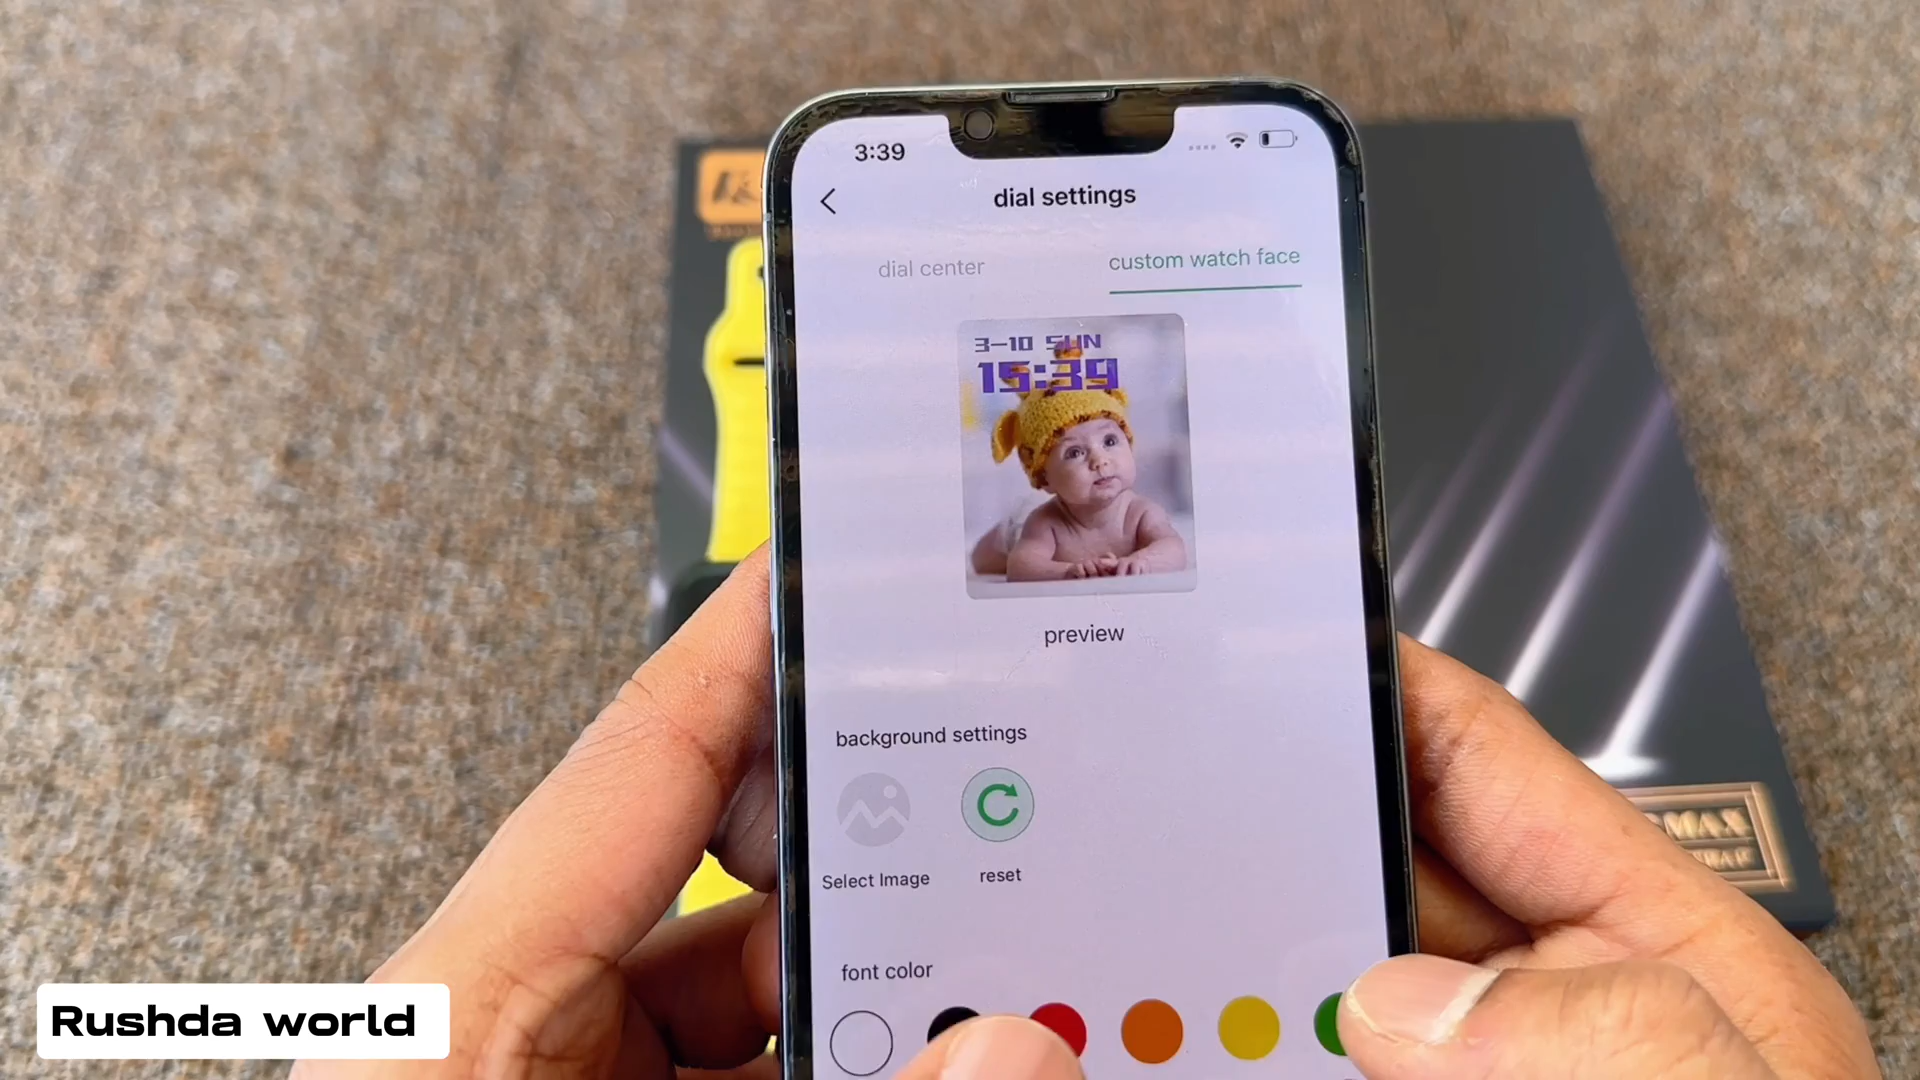 3:39
dial settings
dial center
custom watch face
3-10 SUN
15:39
preview
background settings
Select Image
reset
font color
Rushda world